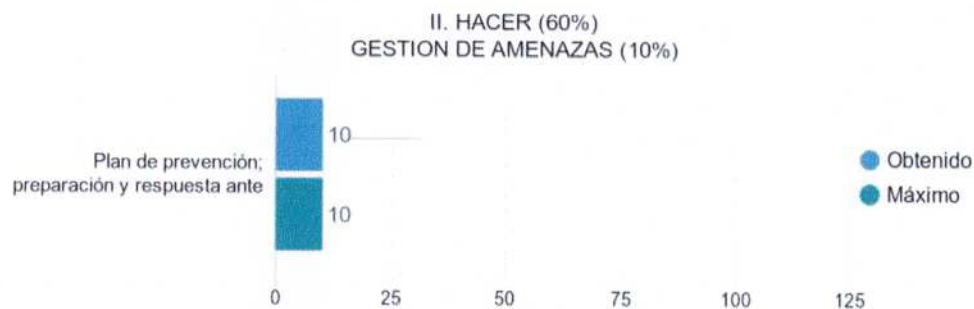 II. HACER (60%)
GESTION DE AMENAZAS (10%)
Plan de prevención;
preparación y respuesta ante
10
10
Obtenido
Máximo
0 25 50 75 100 125